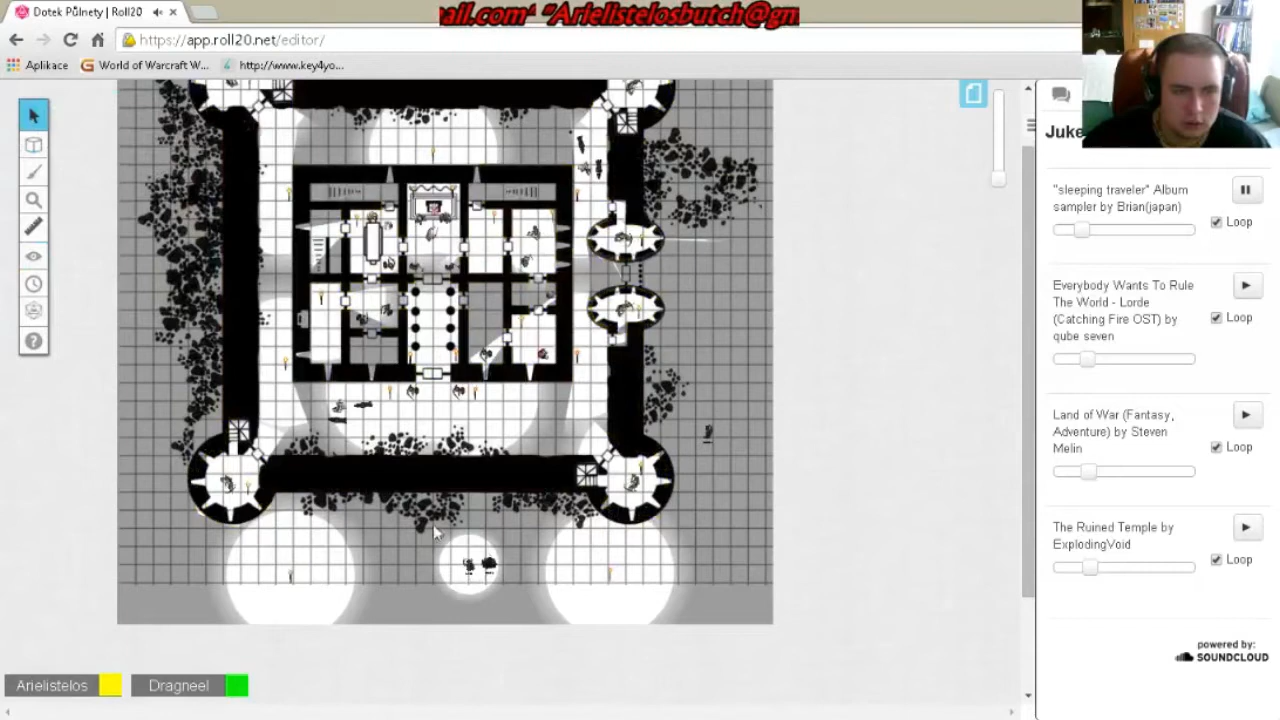 Dotek Půlnety | Roll20
ail.com" "Arielistelosbutch@gm
https://app.roll20.net/editor/
Aplikace
World of Warcraft W...
http://www.key4yo...
Juke
"sleeping traveler" Album
sampler by Brian(japan)
Loop
Everybody Wants To Rule
The World - Lorde
(Catching Fire OST) by
qube seven
Loop
Land of War (Fantasy,
Adventure) by Steven
Melin
Loop
The Ruined Temple by
ExplodingVoid
Loop
powered by:
SOUNDCLOUD
Arielistelos
Dragneel